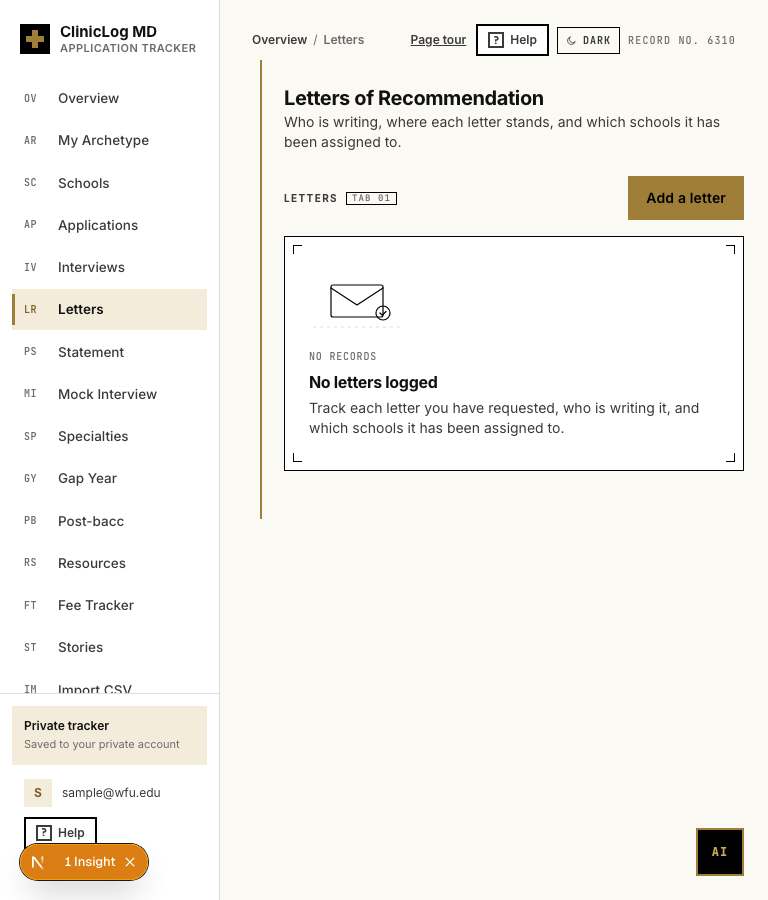 ClinicLog MD
APPLICATION TRACKER
OV Overview
AR My Archetype
SC Schools
AP Applications
IV Interviews
LR Letters
PS Statement
MI Mock Interview
SP Specialties
GY Gap Year
PB Post-bacc
RS Resources
FT Fee Tracker
ST Stories
IM Import CSV
Private tracker
Saved to your private account
S sample@wfu.edu
? Help
1 Insight
Overview / Letters
Page tour
? Help
DARK
RECORD NO. 6310
Letters of Recommendation
Who is writing, where each letter stands, and which schools it has
been assigned to.
LETTERS TAB 01
Add a letter
NO RECORDS
No letters logged
Track each letter you have requested, who is writing it, and
which schools it has been assigned to.
AI